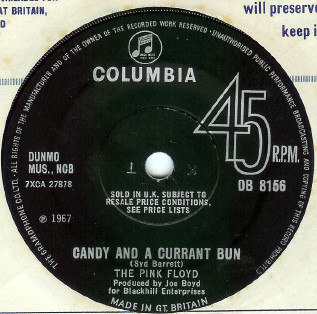 AT BRITAIN,
will preserve
keep i
THE GRAMOPHONE CO. LTD. · ALL RIGHTS OF THE MANUFACTURER AND OF THE OWNER OF THE RECORDED WORK RESERVED · UNAUTHORISED PUBLIC PERFORMANCE BROADCASTING AND COPYING OF THIS RECORD PROHIBITED
COLUMBIA
45
R.P.M.
DB 8156
DUNMO
MUS., NCB
7XCA 27878
SOLD IN U.K. SUBJECT TO
RESALE PRICE CONDITIONS,
SEE PRICE LISTS
℗ 1967
CANDY AND A CURRANT BUN
(Syd Barrett)
THE PINK FLOYD
Produced by Joe Boyd
for Blackhill Enterprises
MADE IN GT. BRITAIN